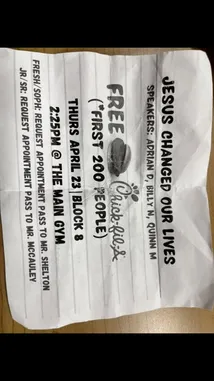 JESUS CHANGED OUR LIVES
SPEAKERS: ADRIAN D, BILLY N, QUINN M
FREE Chick-fil-A
(*FIRST 200 PEOPLE)
THURS APRIL 23 | BLOCK 8
2:25PM @ THE MAIN GYM
FRESH/SOPH: REQUEST APPOINTMENT PASS TO MR. SHELTON
JR/SR: REQUEST APPOINTMENT PASS TO MR. MCCAULEY